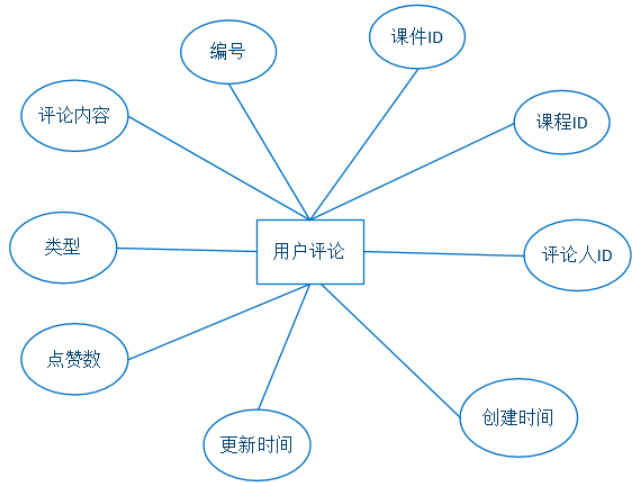 编号
课件ID
评论内容
课程ID
类型
用户评论
评论人ID
点赞数
更新时间
创建时间